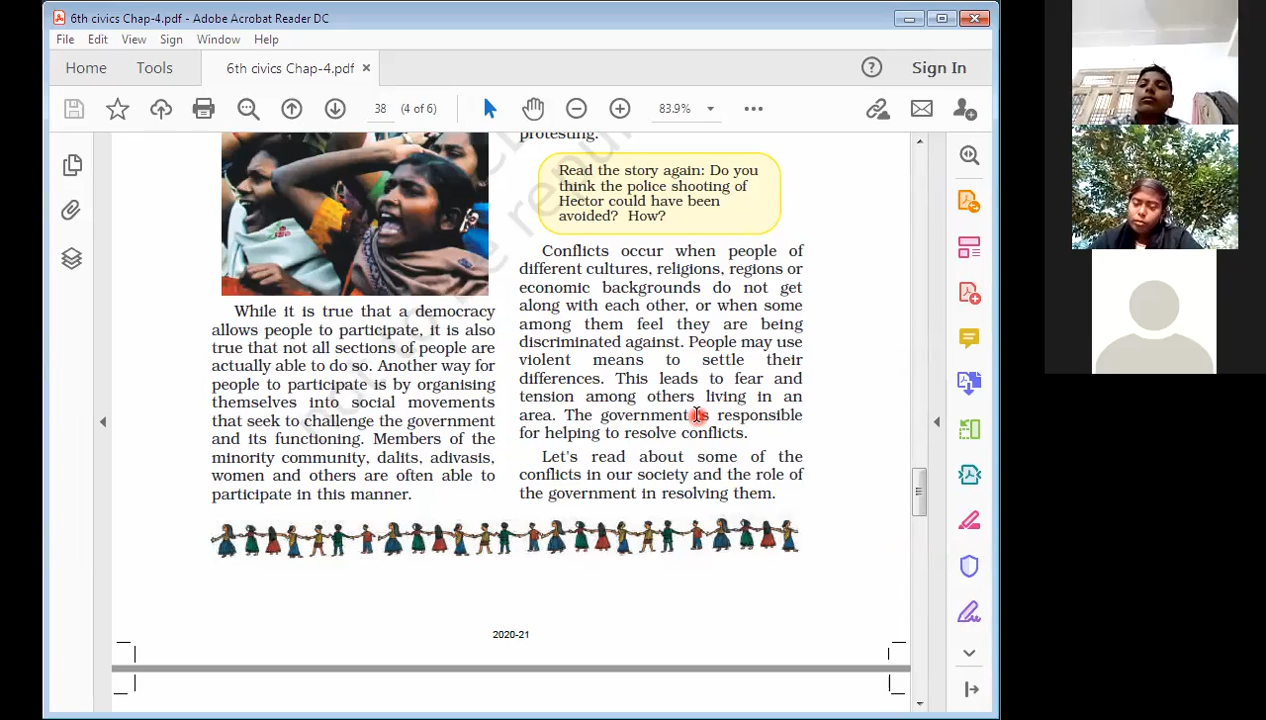 6th civics Chap-4.pdf - Adobe Acrobat Reader DC
File Edit View Sign Window Help
Home Tools 6th civics Chap-4.pdf × Sign In
38 (4 of 6) 83.9%
protesting.
Read the story again: Do you
think the police shooting of
Hector could have been
avoided? How?
While it is true that a democracy
allows people to participate, it is also
true that not all sections of people are
actually able to do so. Another way for
people to participate is by organising
themselves into social movements
that seek to challenge the government
and its functioning. Members of the
minority community, dalits, adivasis,
women and others are often able to
participate in this manner.
Conflicts occur when people of
different cultures, religions, regions or
economic backgrounds do not get
along with each other, or when some
among them feel they are being
discriminated against. People may use
violent means to settle their
differences. This leads to fear and
tension among others living in an
area. The government is responsible
for helping to resolve conflicts.
Let's read about some of the
conflicts in our society and the role of
the government in resolving them.
2020-21